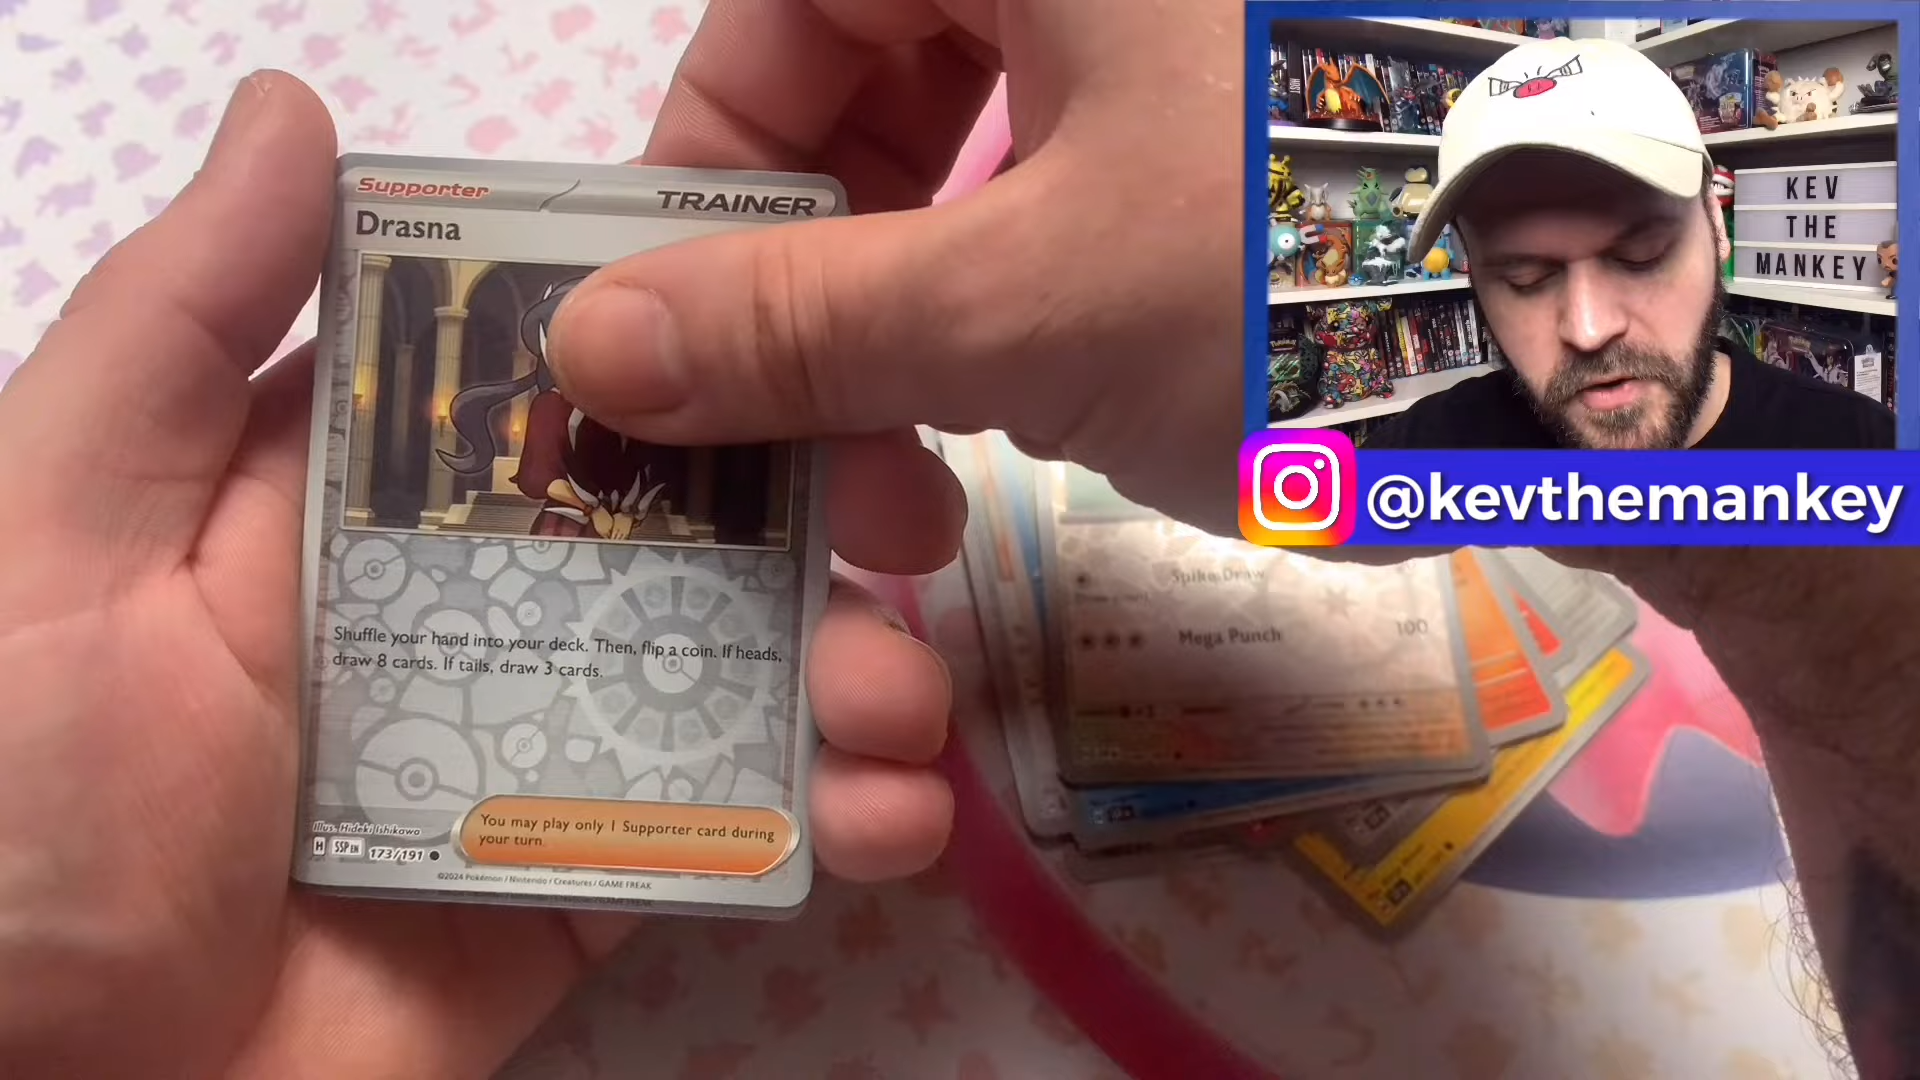 Supporter
TRAINER
Drasna
Shuffle your hand into your deck. Then, flip a coin. If heads,
draw 8 cards. If tails, draw 3 cards.
You may play only 1 Supporter card during
your turn.
Illus. Hideki Ishikawa
H SSP EN 173/191
©2024 Pokémon / Nintendo / Creatures / GAME FREAK
Spike Draw
Mega Punch 100
KEV
THE
MANKEY
@kevthemankey